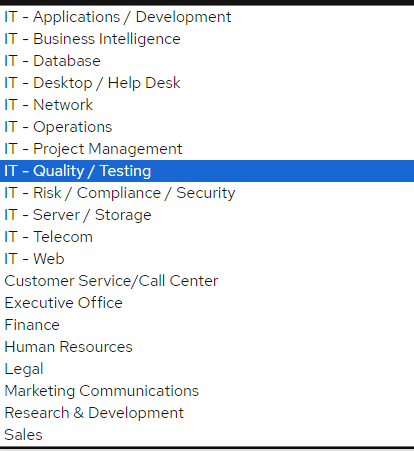 IT - Applications / Development
IT - Business Intelligence
IT - Database
IT - Desktop / Help Desk
IT - Network
IT - Operations
IT - Project Management
IT - Quality / Testing
IT - Risk / Compliance / Security
IT - Server / Storage
IT - Telecom
IT - Web
Customer Service/Call Center
Executive Office
Finance
Human Resources
Legal
Marketing Communications
Research & Development
Sales